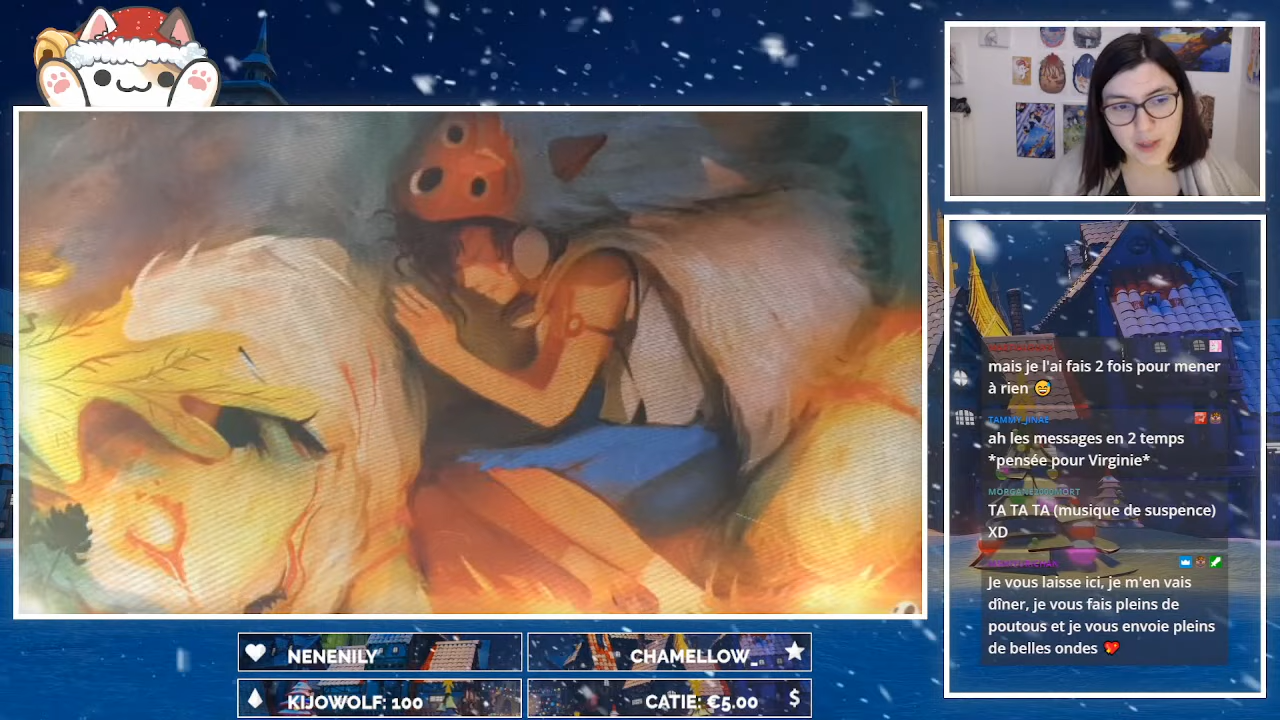 mais je l'ai fais 2 fois pour mener
à rien 😅
TAMMY_JINAE
ah les messages en 2 temps
*pensée pour Virginie*
TA TA TA (musique de suspence)
XD
Je vous laisse ici, je m'en vais
dîner, je vous fais pleins de
poutous et je vous envoie pleins
de belles ondes 💖
NENENILY
CHAMELLOW_
KIJOWOLF: 100
CATIE: €5.00